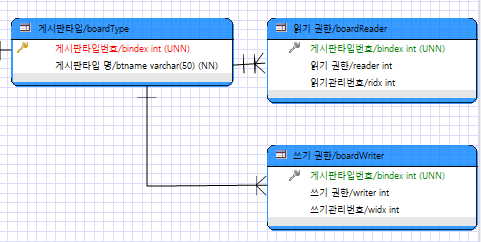 게시판타입/boardType
게시판타입번호/bindex int (UNN)
게시판타입 명/btname varchar(50) (NN)
읽기 권한/boardReader
게시판타입번호/bindex int (UNN)
읽기 권한/reader int
읽기관리번호/ridx int
쓰기 권한/boardWriter
게시판타입번호/bindex int (UNN)
쓰기 권한/writer int
쓰기관리번호/widx int